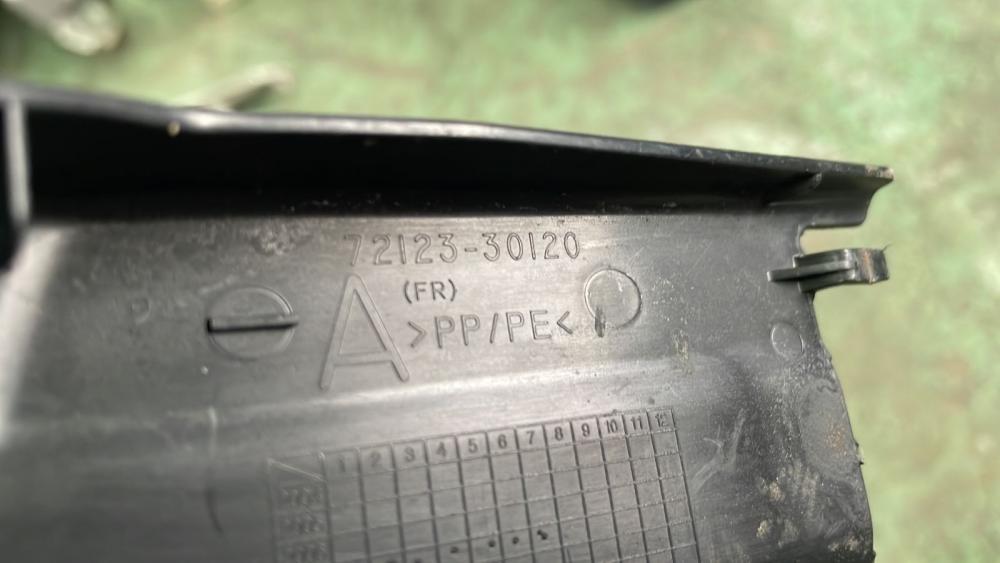 72123-30120
(FR)
A
>PP/PE<
1 2 3 4 5 6 7 8 9 10 11 12